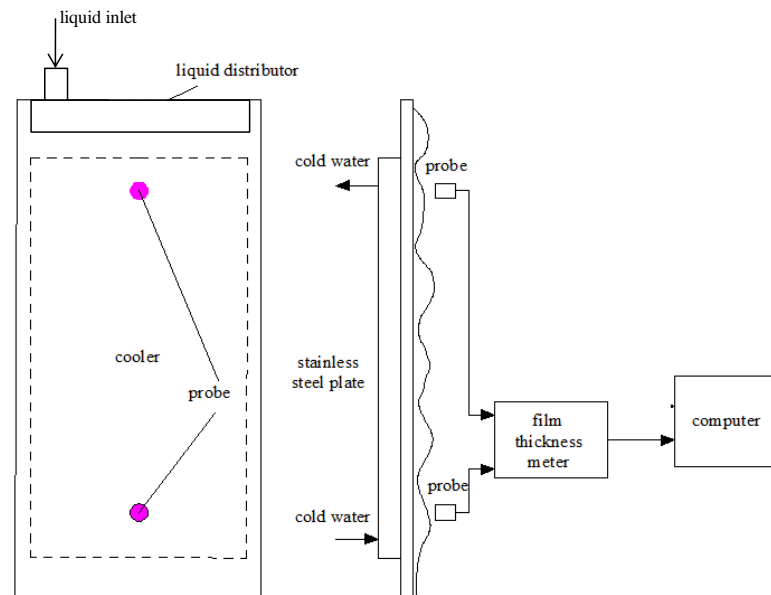 liquid inlet
liquid distributor
cold water
probe
cooler
stainless
steel plate
probe
film
thickness
meter
computer
probe
cold water